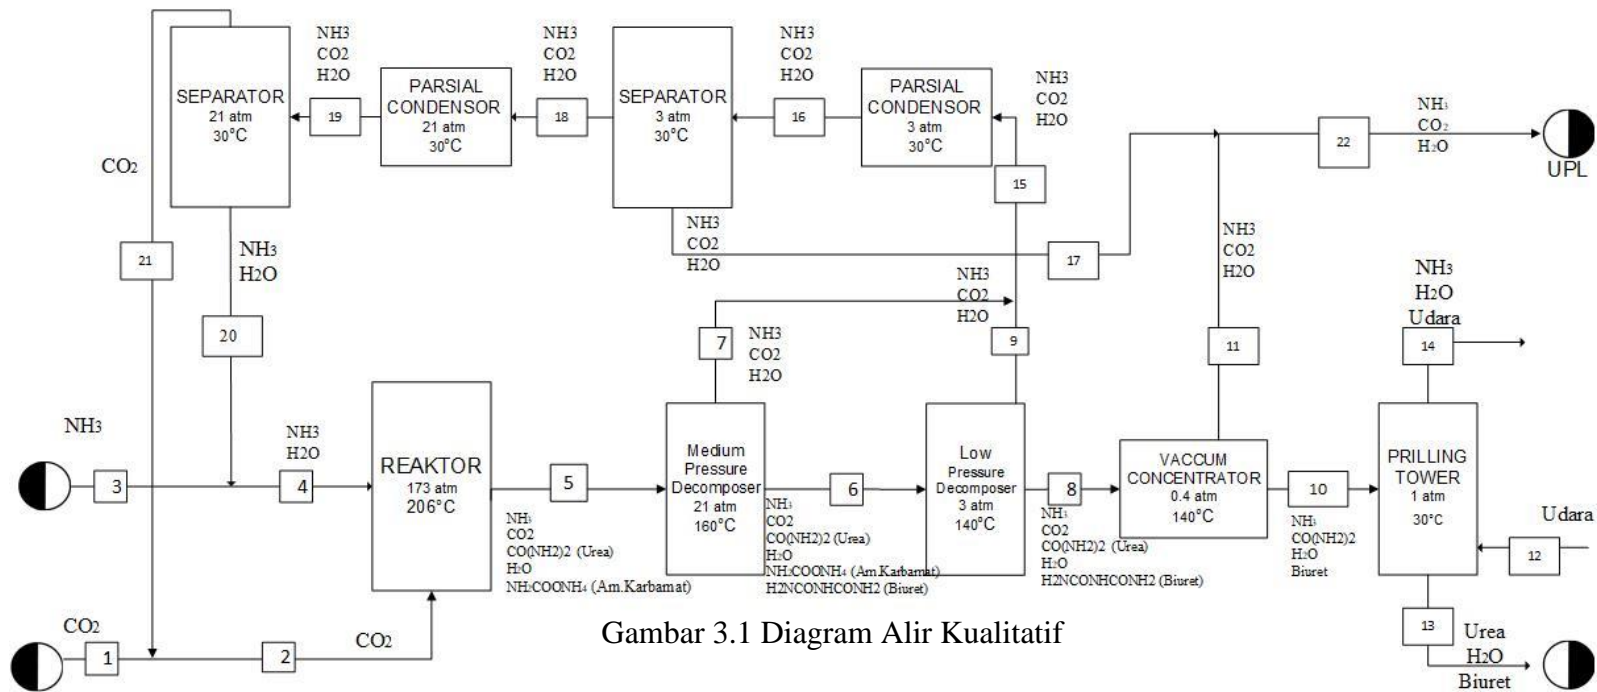 NH3
CO2
H2O
NH3
CO2
H2O
NH3
CO2
H2O
NH3
CO2
H2O
SEPARATOR
21 atm
30°C
19
PARSIAL
CONDENSOR
21 atm
30°C
18
SEPARATOR
3 atm
30°C
16
PARSIAL
CONDENSOR
3 atm
30°C
15
22
NH3
CO2
H2O
UPL
CO2
21
NH3
H2O
20
NH3
CO2
H2O
17
NH3
CO2
H2O
NH3
CO2
H2O
7
NH3
CO2
H2O
9
11
NH3
H2O
Udara
14
NH3
3
NH3
H2O
4
REAKTOR
173 atm
206°C
5
NH3
CO2
CO(NH2)2 (Urea)
H2O
NH2COONH4 (Am.Karbamat)
Medium
Pressure
Decomposer
21 atm
160°C
6
NH3
CO2
CO(NH2)2 (Urea)
H2O
NH2COONH4 (Am.Karbamat)
H2NCONHCONH2 (Biuret)
Low
Pressure
Decomposer
3 atm
140°C
8
NH3
CO2
CO(NH2)2 (Urea)
H2O
H2NCONHCONH2 (Biuret)
VACCUM
CONCENTRATOR
0.4 atm
140°C
10
NH3
CO(NH2)2
H2O
Biuret
PRILLING
TOWER
1 atm
30°C
Udara
12
13
Urea
H2O
Biuret
CO2
1
2
CO2
Gambar 3.1 Diagram Alir Kualitatif